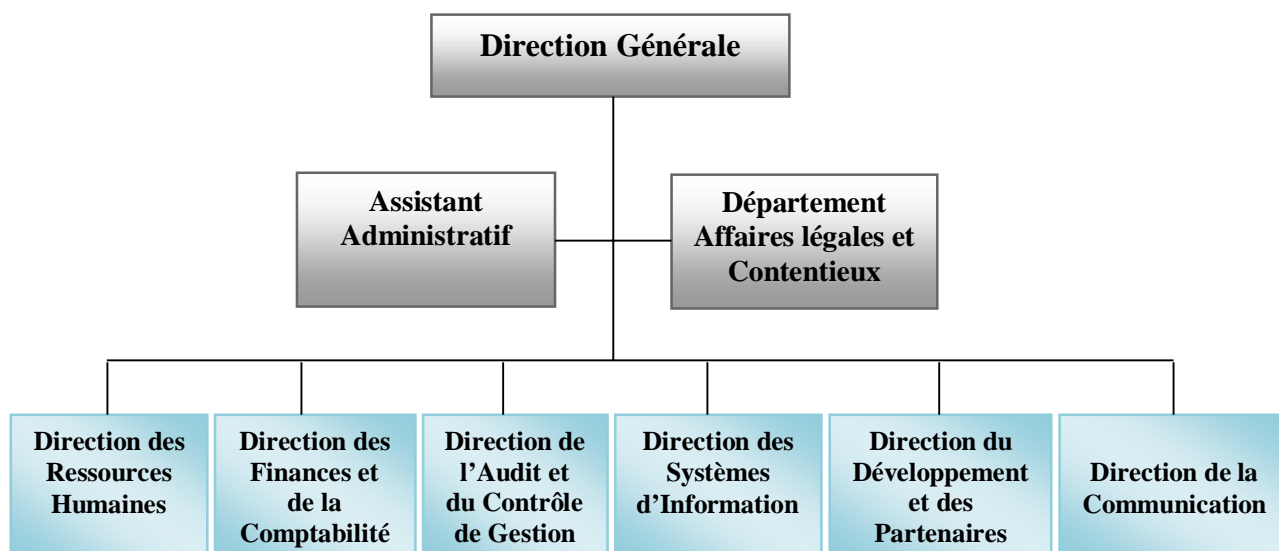 Direction Générale
Assistant
Administratif
Département
Affaires légales et
Contentieux
Direction des
Ressources
Humaines
Direction des
Finances et
de la
Comptabilité
Direction de
l’Audit et
du Contrôle
de Gestion
Direction des
Systèmes
d’Information
Direction du
Développement
et des
Partenaires
Direction de la
Communication